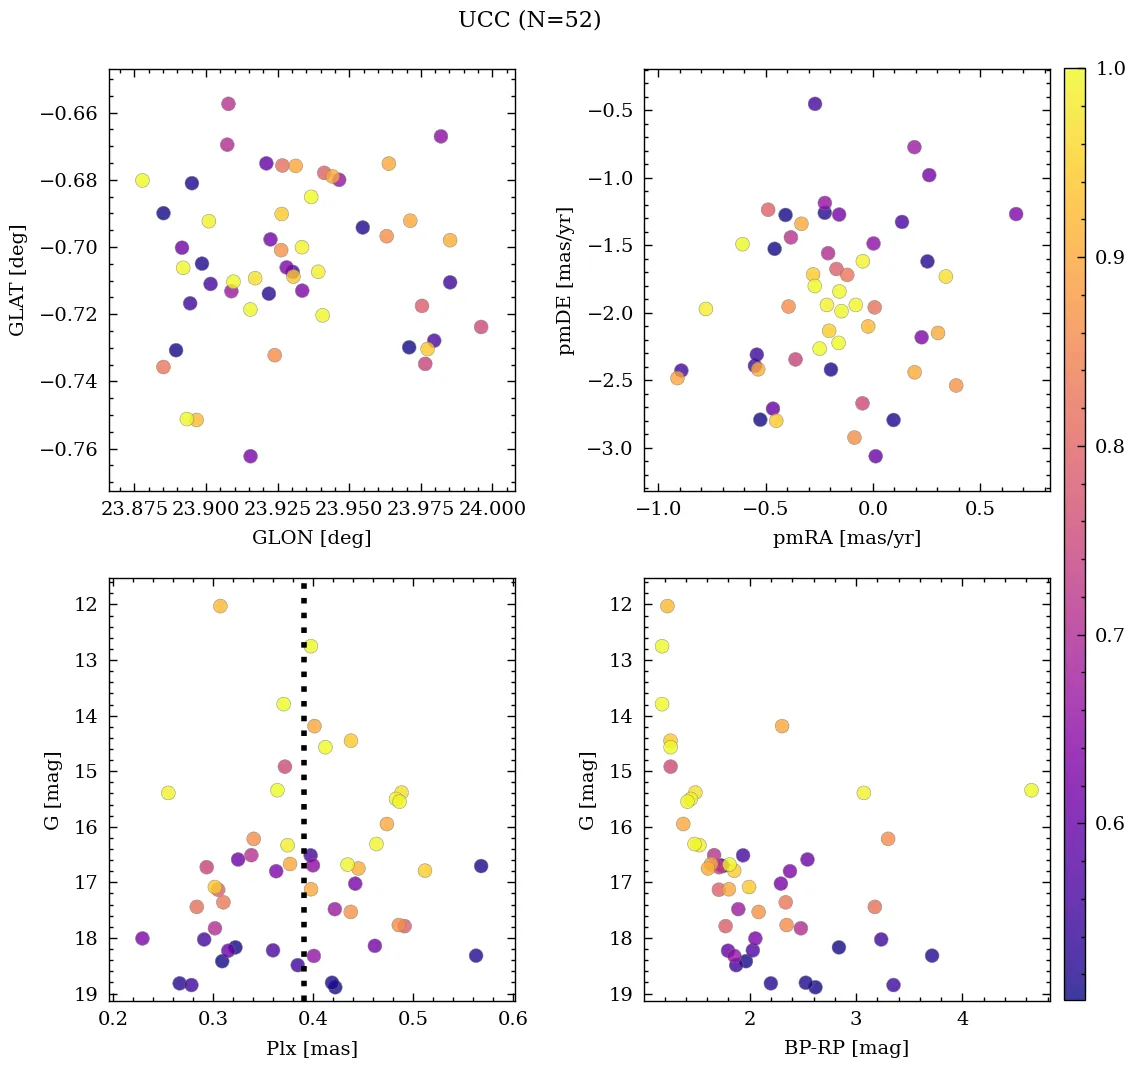 UCC (N=52)
−0.66
−0.68
−0.70
−0.72
−0.74
−0.76
GLAT [deg]
23.875 23.900 23.925 23.950 23.975 24.000
GLON [deg]
−0.5
−1.0
−1.5
−2.0
−2.5
−3.0
pmDE [mas/yr]
−1.0 −0.5 0.0 0.5
pmRA [mas/yr]
12
13
14
15
16
17
18
19
G [mag]
0.2 0.3 0.4 0.5 0.6
Plx [mas]
12
13
14
15
16
17
18
19
G [mag]
2 3 4
BP-RP [mag]
1.0
0.9
0.8
0.7
0.6